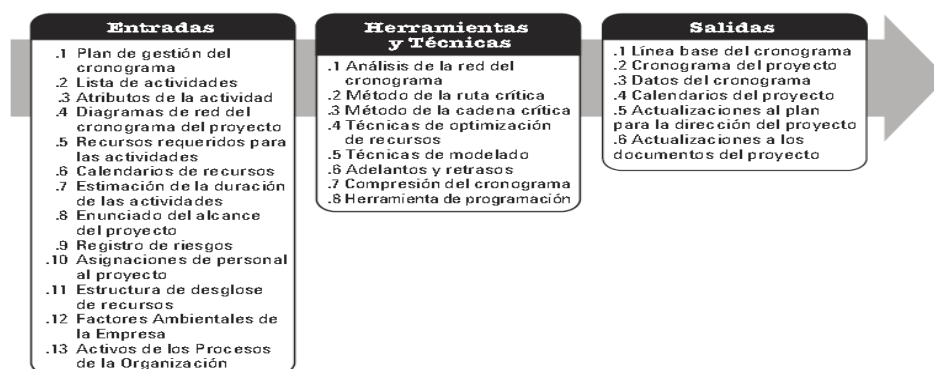 Entradas
.1 Plan de gestión del
cronograma
.2 Lista de actividades
.3 Atributos de la actividad
.4 Diagramas de red del
cronograma del proyecto
.5 Recursos requeridos para
las actividades
.6 Calendarios de recursos
.7 Estimación de la duración
de las actividades
.8 Enunciado del alcance
del proyecto
.9 Registro de riesgos
.10 Asignaciones de personal
al proyecto
.11 Estructura de desglose
de recursos
.12 Factores Ambientales de
la Empresa
.13 Activos de los Procesos
de la Organización
Herramientas
y Técnicas
.1 Análisis de la red del
cronograma
.2 Método de la ruta crítica
.3 Método de la cadena crítica
.4 Técnicas de optimización
de recursos
.5 Técnicas de modelado
.6 Adelantos y retrasos
.7 Compresión del cronograma
.8 Herramienta de programación
Salidas
.1 Línea base del cronograma
.2 Cronograma del proyecto
.3 Datos del cronograma
.4 Calendarios del proyecto
.5 Actualizaciones al plan
para la dirección del proyecto
.6 Actualizaciones a los
documentos del proyecto